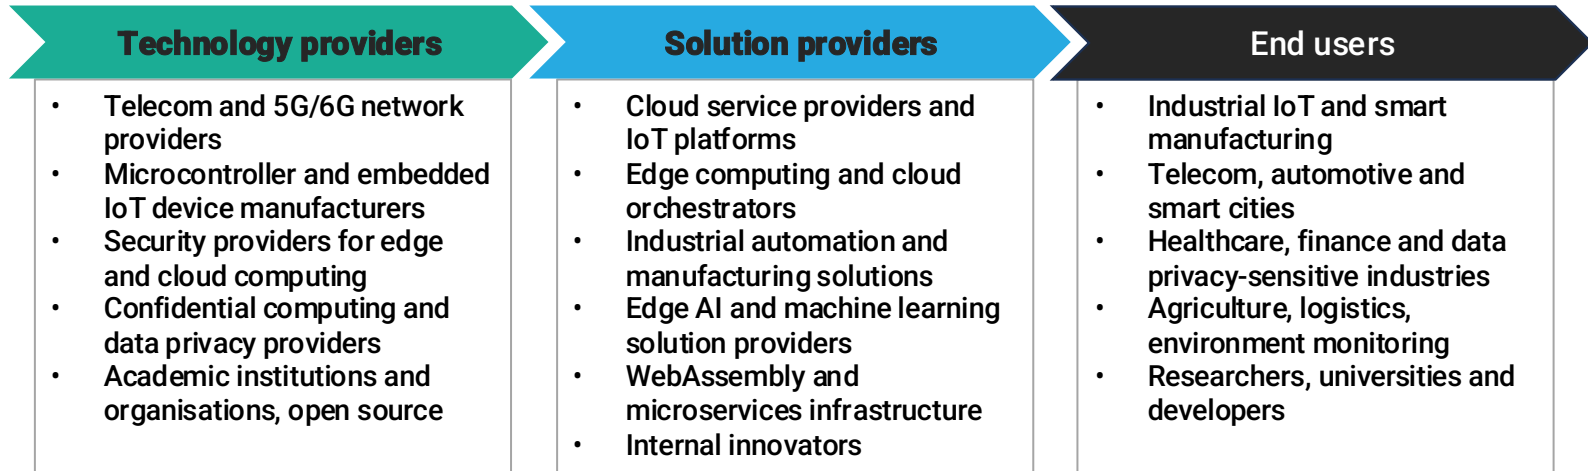 Technology providers
• Telecom and 5G/6G network
providers
• Microcontroller and embedded
IoT device manufacturers
• Security providers for edge
and cloud computing
• Confidential computing and
data privacy providers
• Academic institutions and
organisations, open source
Solution providers
• Cloud service providers and
IoT platforms
• Edge computing and cloud
orchestrators
• Industrial automation and
manufacturing solutions
• Edge AI and machine learning
solution providers
• WebAssembly and
microservices infrastructure
• Internal innovators
End users
• Industrial IoT and smart
manufacturing
• Telecom, automotive and
smart cities
• Healthcare, finance and data
privacy-sensitive industries
• Agriculture, logistics,
environment monitoring
• Researchers, universities and
developers